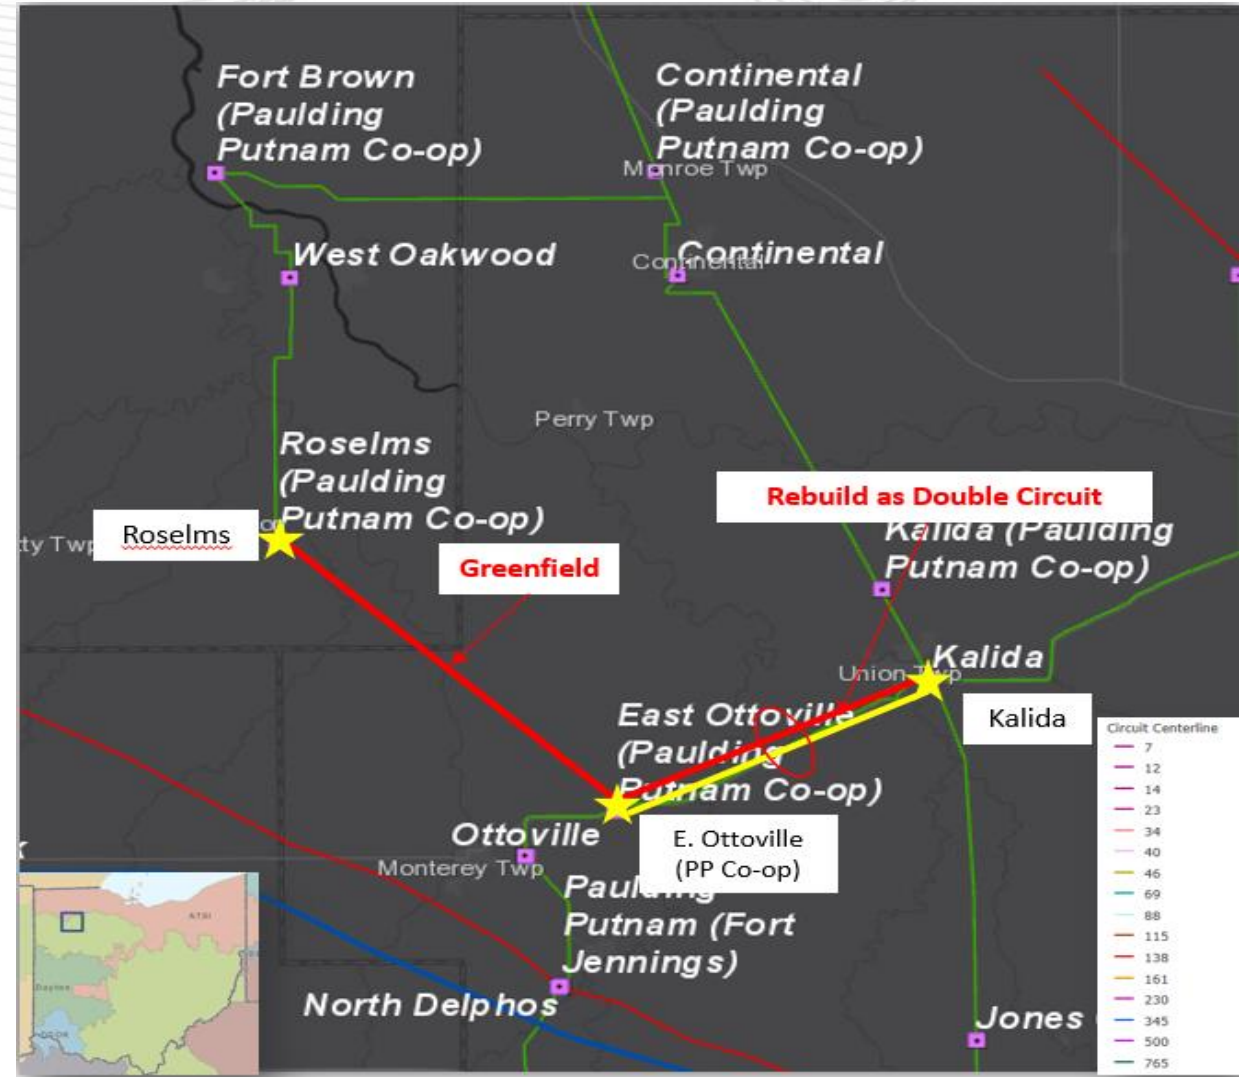 Fort Brown
(Paulding
Putnam Co-op)
Continental
(Paulding
Putnam Co-op)
Monroe Twp
West Oakwood
Continental
Continental
Perry Twp
Roselms
(Paulding
Putnam Co-op)
Rebuild as Double Circuit
Roselms
ty Twp
Greenfield
Kalida (Paulding
Putnam Co-op)
Kalida
Union Twp
Kalida
East Ottoville
(Paulding
Putnam Co-op)
Ottoville
E. Ottoville
(PP Co-op)
Monterey Twp
Paulding
Putnam (Fort
Jennings)
North Delphos
Jones
Circuit Centerline
7
12
14
23
34
40
46
69
88
115
138
161
230
345
500
765
ATSI
Dayton